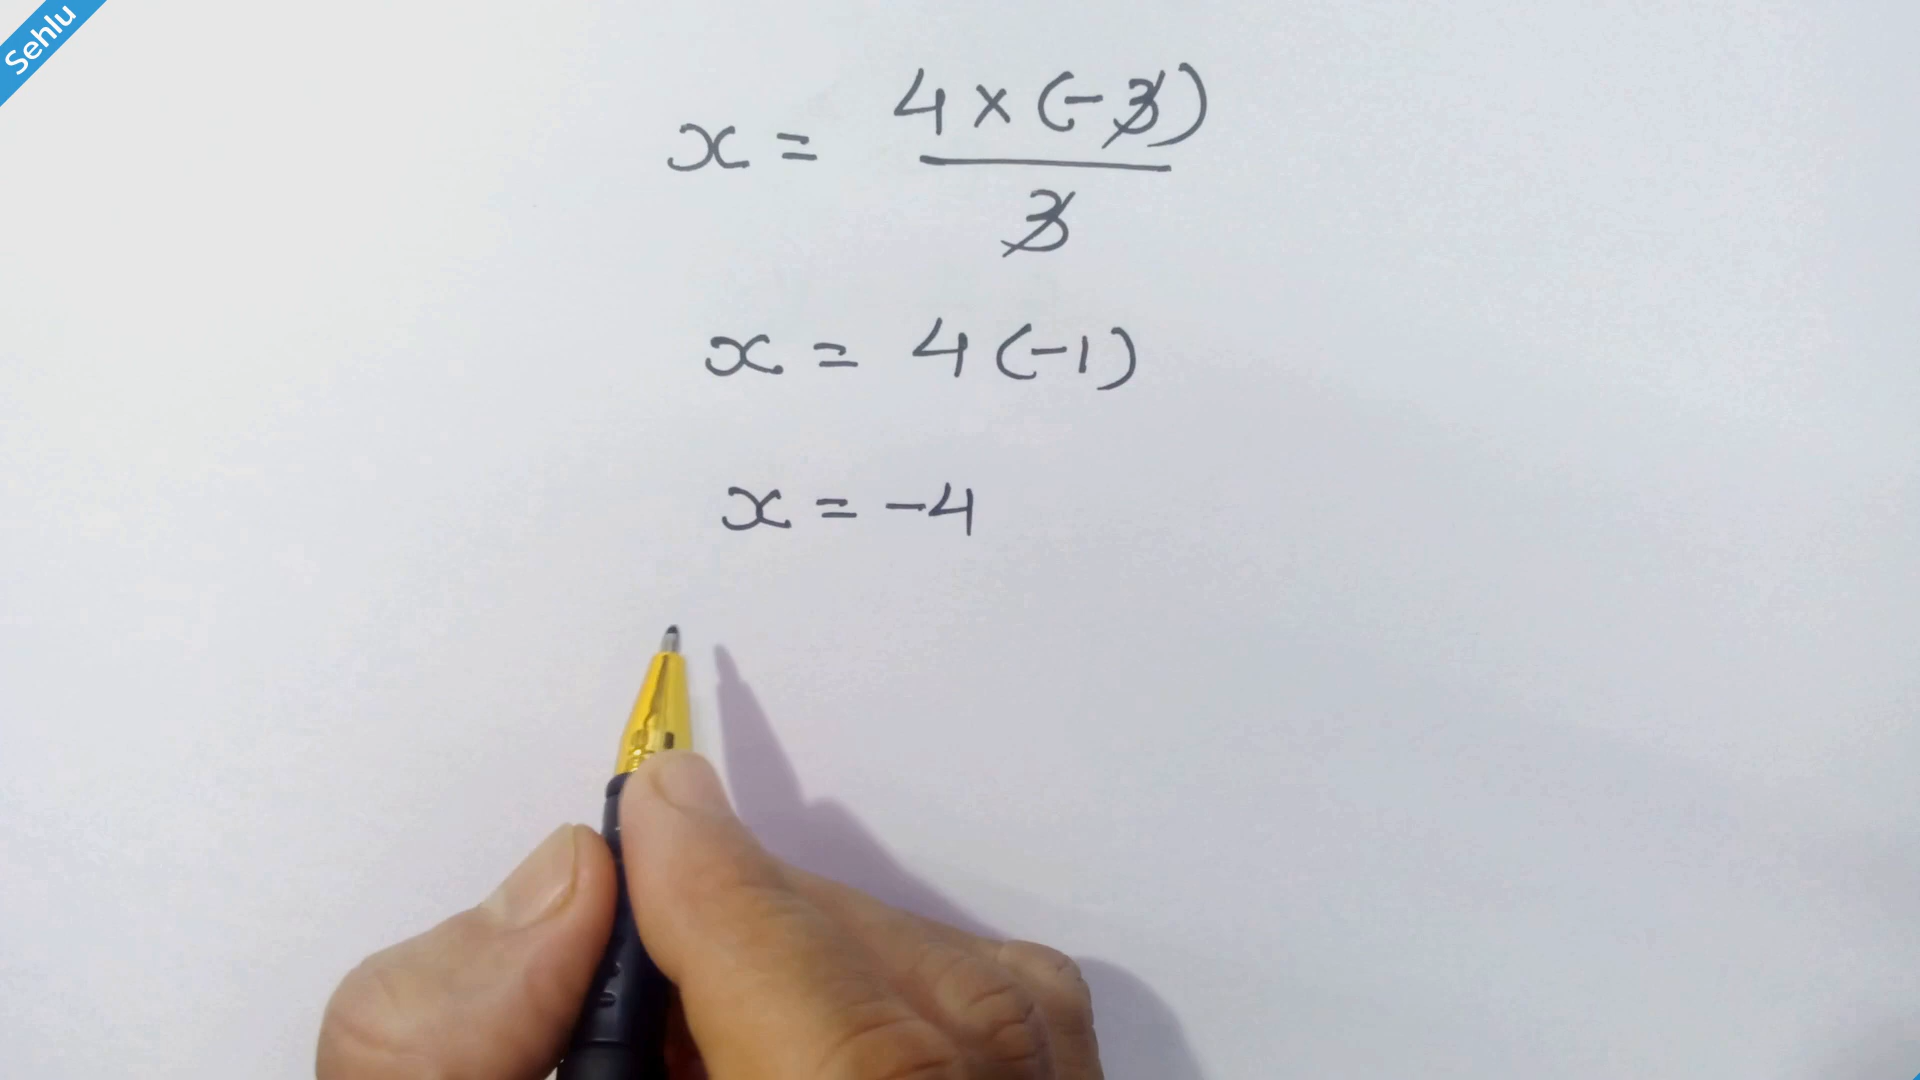 Sehlu
x = 4 × (-3) / 3
x = 4 (-1)
x = -4